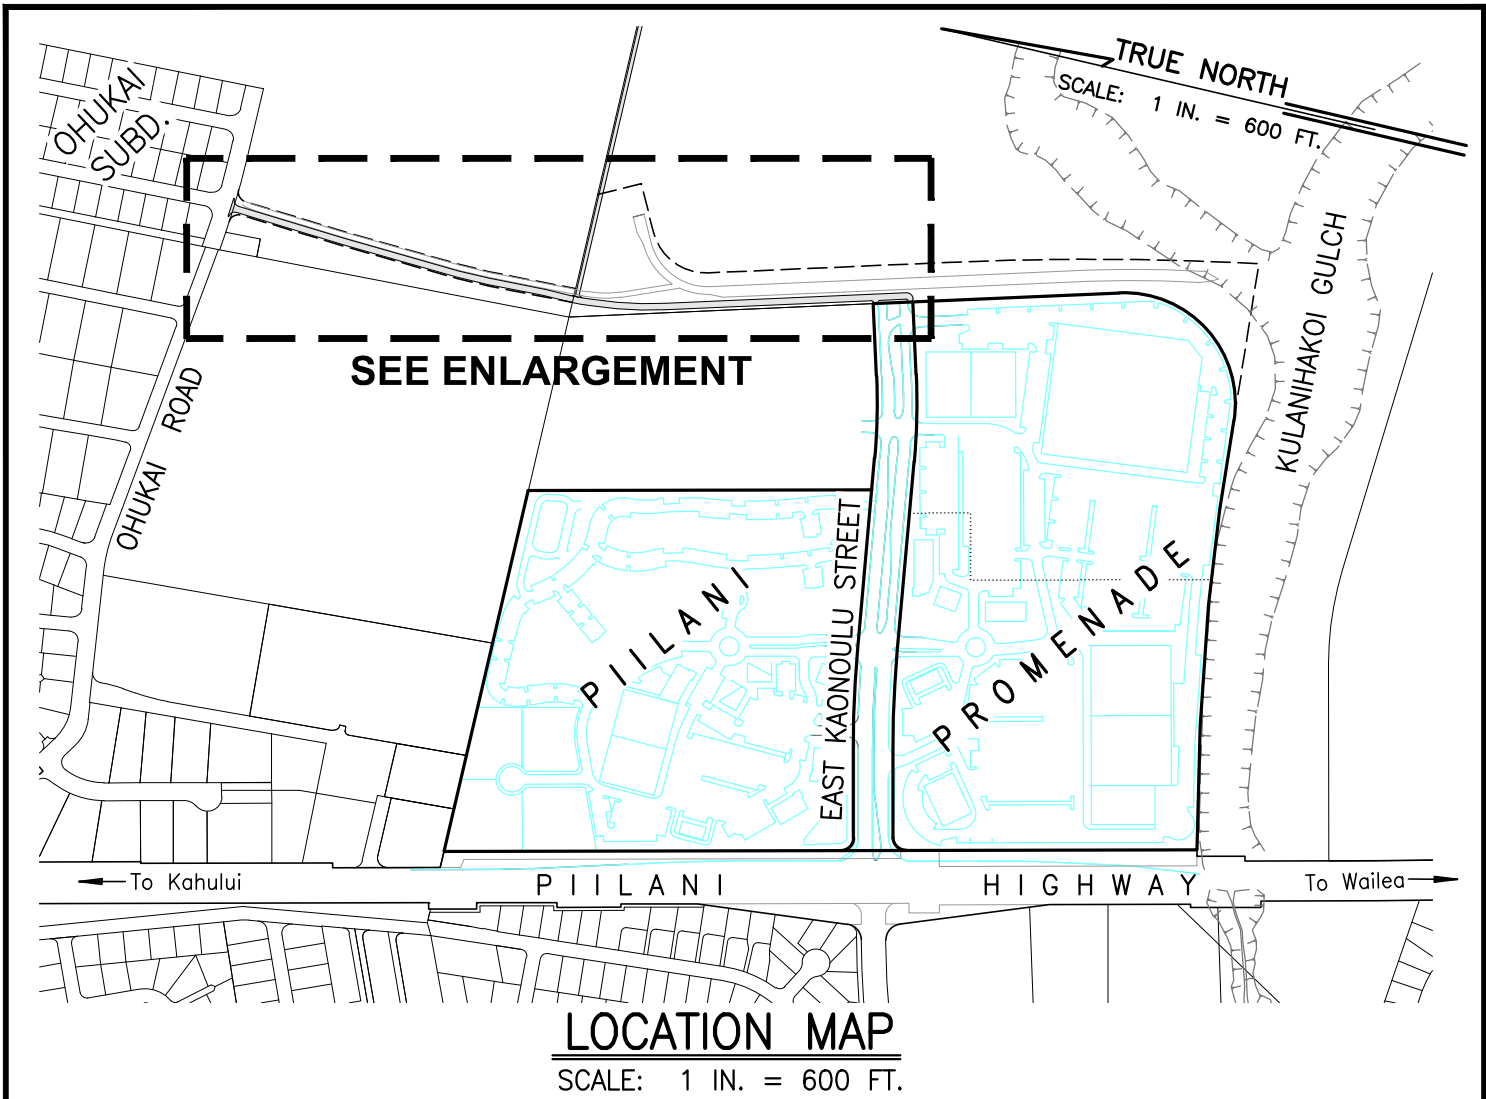 OHUKAI
SUBD.
TRUE NORTH
SCALE: 1 IN. = 600 FT.
SEE ENLARGEMENT
KULANIHAKOI GULCH
OHUKAI ROAD
PIILANI
EAST KAONOULU STREET
PROMENADE
To Kahului
PIILANI HIGHWAY
To Wailea
LOCATION MAP
SCALE: 1 IN. = 600 FT.